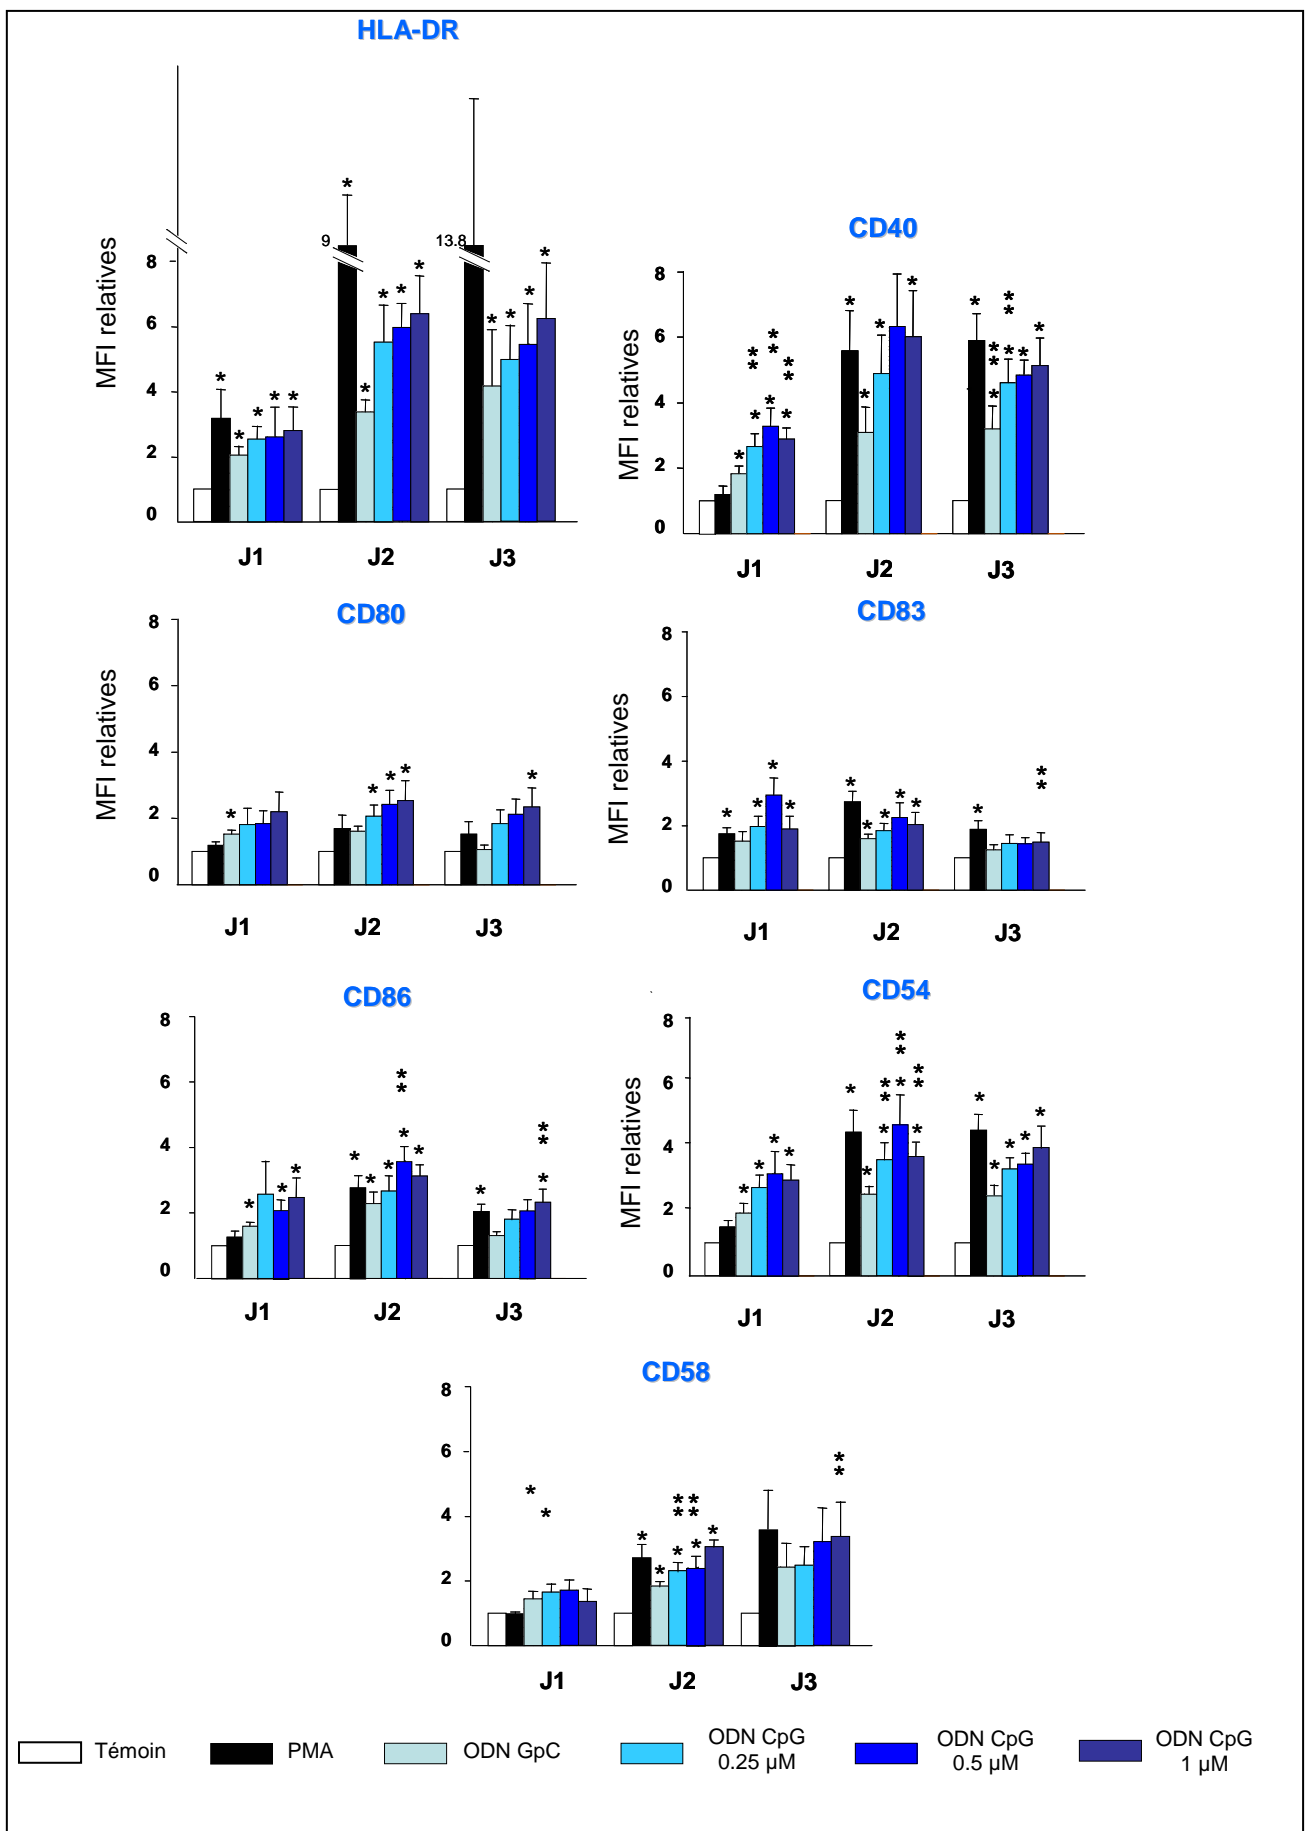 HLA-DR
MFI relatives
8
6
4
2
0
9
13.8
* * * * *
* * * * *
* * * *
J1 J2 J3
CD40
MFI relatives
8
6
4
2
0
J1 J2 J3
CD80
MFI relatives
8
6
4
2
0
J1 J2 J3
CD83
MFI relatives
8
6
4
2
0
J1 J2 J3
CD86
8
6
4
2
0
J1 J2 J3
CD54
MFI relatives
8
6
4
2
0
J1 J2 J3
CD58
8
6
4
2
0
J1 J2 J3
Témoin
PMA
ODN GpC
ODN CpG
0.25 µM
ODN CpG
0.5 µM
ODN CpG
1 µM